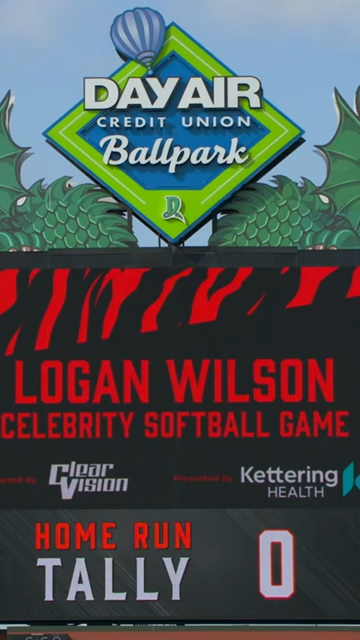 DAY AIR
CREDIT UNION
Ballpark
D
LOGAN WILSON
CELEBRITY SOFTBALL GAME
Clear Vision
Presented by Kettering HEALTH
HOME RUN
TALLY 0